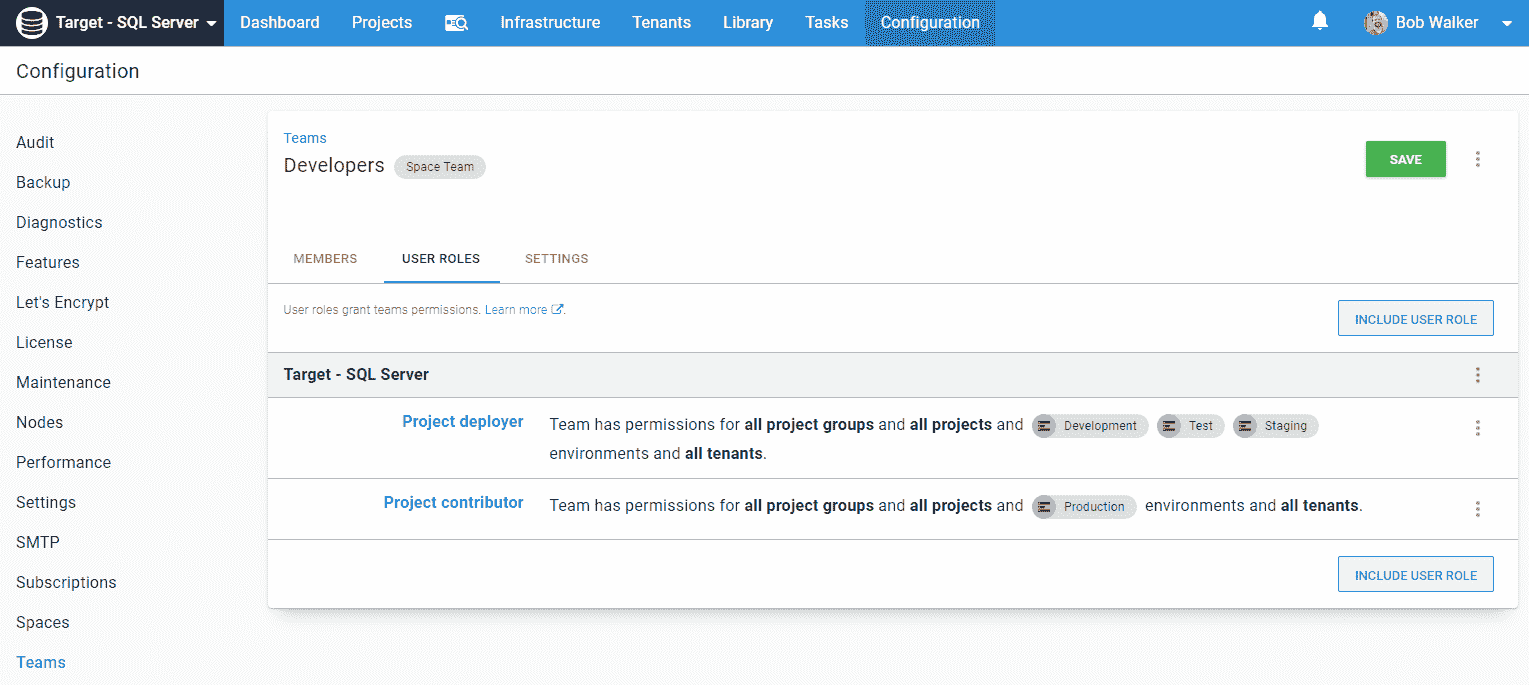 Target - SQL Server Dashboard Projects Infrastructure Tenants Library Tasks Configuration Bob Walker
Configuration
Audit
Backup
Diagnostics
Features
Let's Encrypt
License
Maintenance
Nodes
Performance
Settings
SMTP
Subscriptions
Spaces
Teams
Teams
Developers Space Team
SAVE
MEMBERS USER ROLES SETTINGS
User roles grant teams permissions. Learn more.
INCLUDE USER ROLE
Target - SQL Server
Project deployer Team has permissions for all project groups and all projects and Development Test Staging
environments and all tenants.
Project contributor Team has permissions for all project groups and all projects and Production environments and all tenants.
INCLUDE USER ROLE